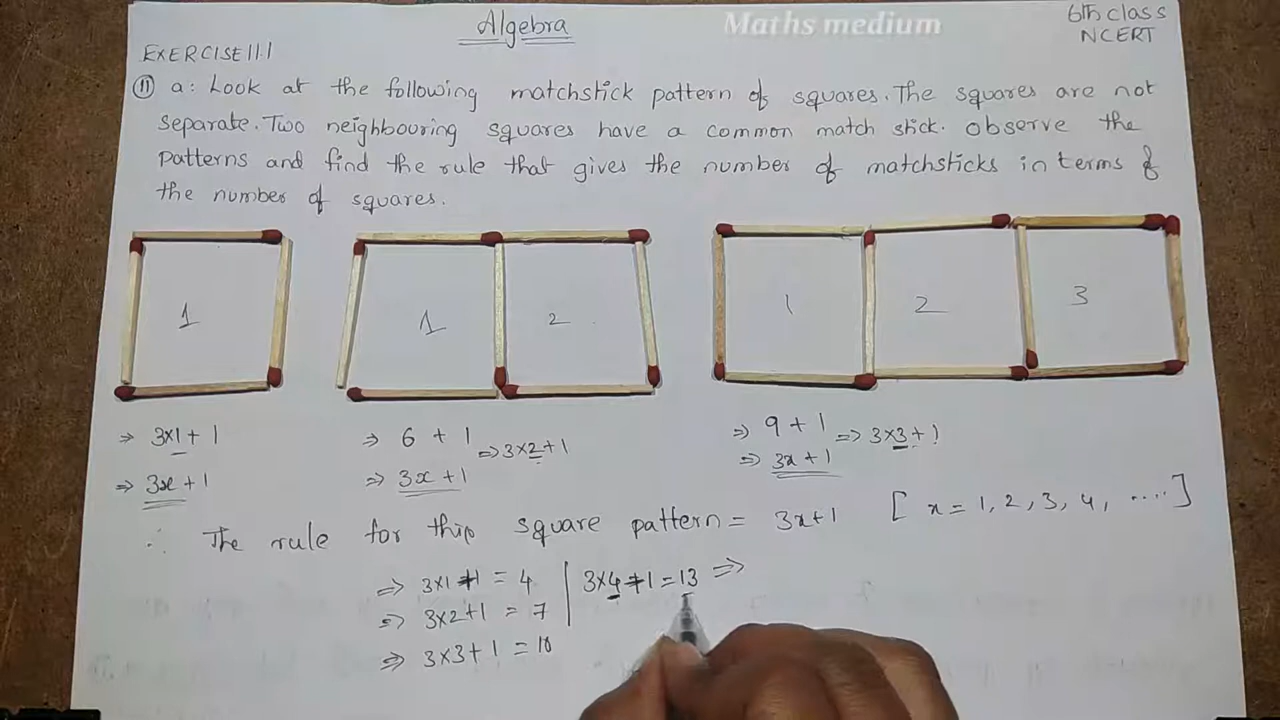 Algebra
Maths medium
6th class
NCERT
EXERCISE 11.1
11 a: Look at the following matchstick pattern of squares. The squares are not
separate. Two neighbouring squares have a common match stick. Observe the
Patterns and find the rule that gives the number of matchsticks in terms of
the number of squares.
1
1 2
1 2 3
⇒ 3×1 + 1
⇒ 3x + 1
⇒ 6 + 1 ⇒ 3×2+1
⇒ 3x +1
⇒ 9 + 1 ⇒ 3×3+1
⇒ 3x + 1
∴ The rule for this square pattern = 3x+1 [ x = 1, 2, 3, 4, ..... ]
⇒ 3×1+1 = 4
⇒ 3×2+1 = 7
⇒ 3×3+1 = 10
3×4+1 = 13 ⇒